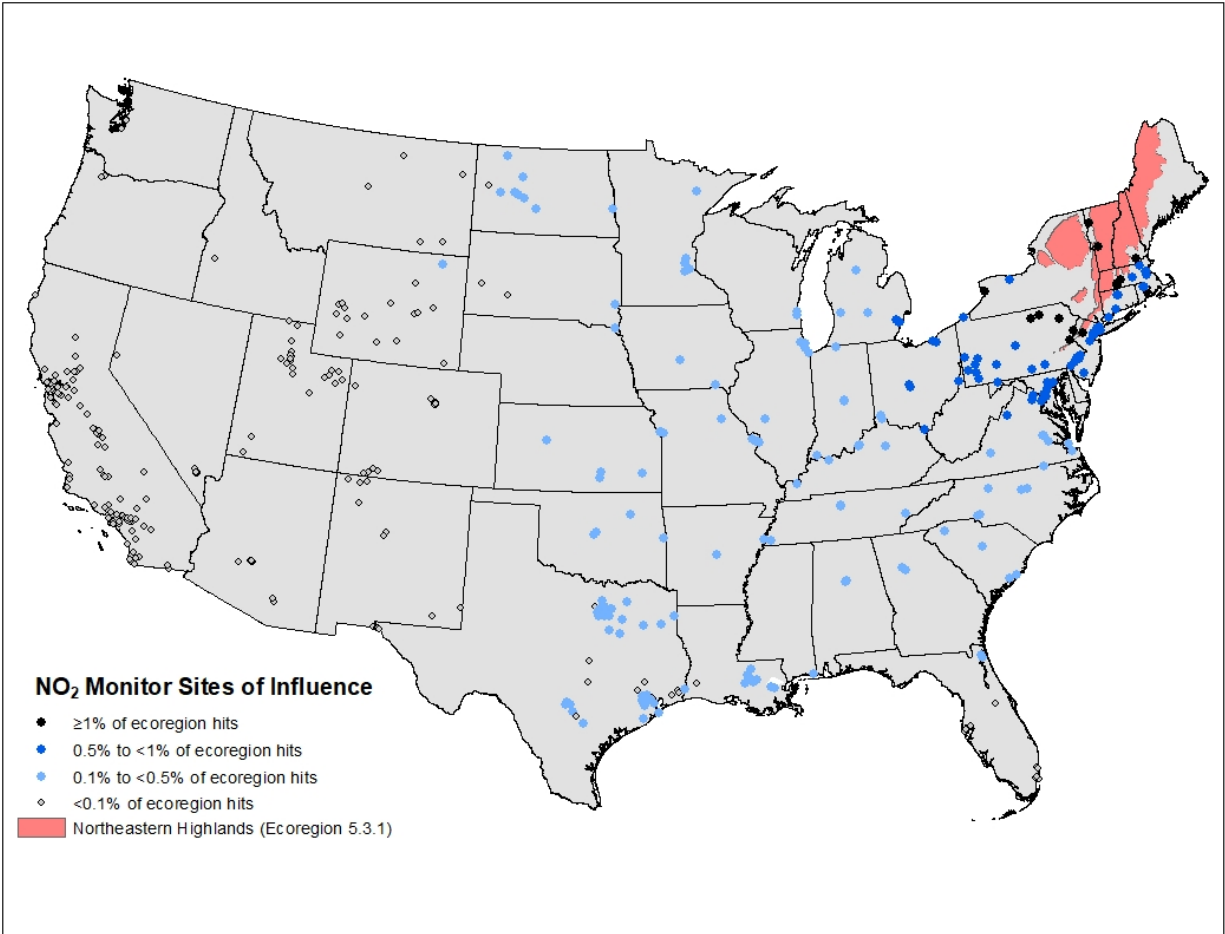 NO₂ Monitor Sites of Influence
≥1% of ecoregion hits
0.5% to <1% of ecoregion hits
0.1% to <0.5% of ecoregion hits
<0.1% of ecoregion hits
Northeastern Highlands (Ecoregion 5.3.1)